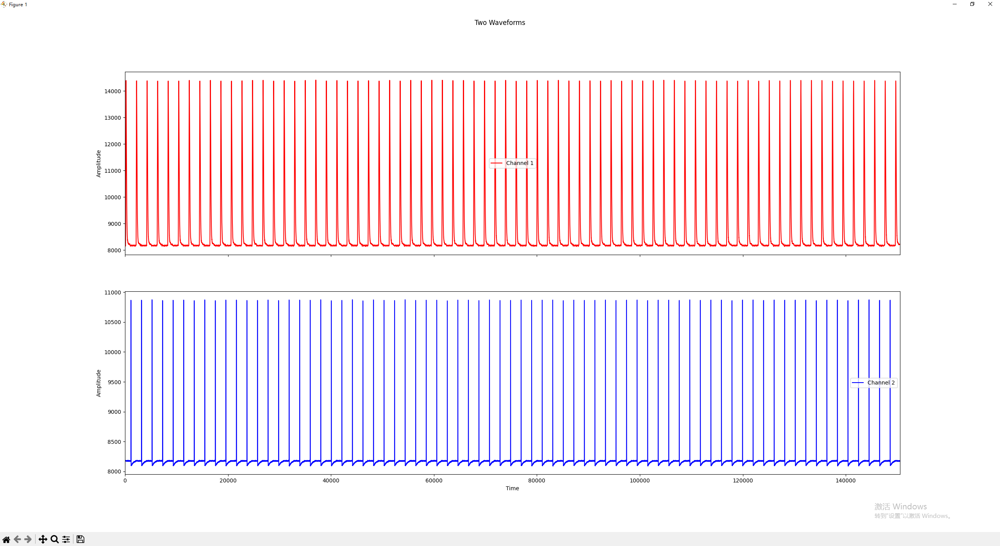 Figure 1
Two Waveforms
14000
13000
12000
11000
10000
9000
8000
Amplitude
Channel 1
11000
10500
10000
9500
9000
8500
8000
Amplitude
Channel 2
0 20000 40000 60000 80000 100000 120000 140000
Time
激活 Windows
转到“设置”以激活 Windows。